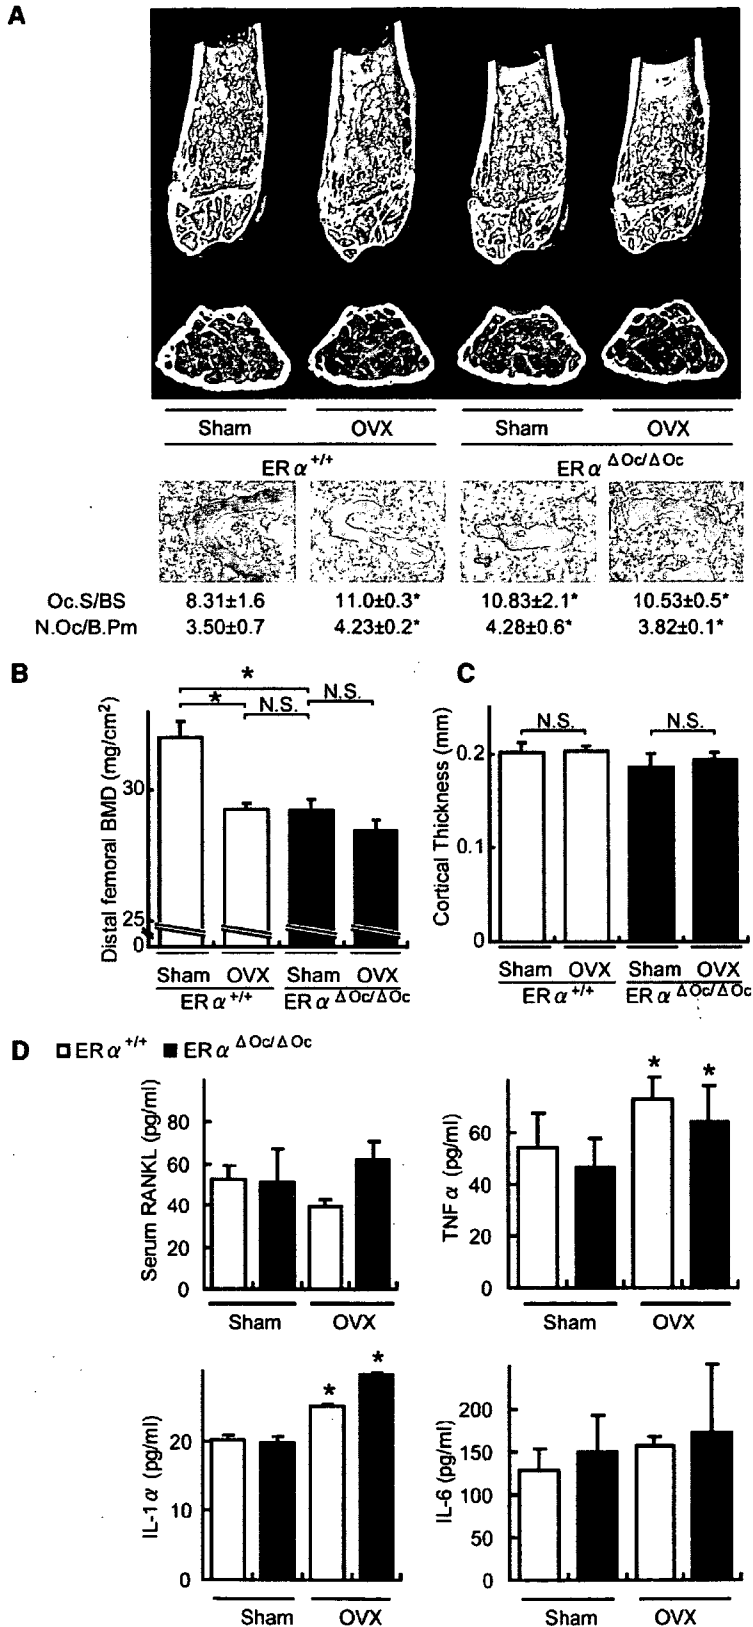 A
Sham OVX Sham OVX
ERα+/+ ERαΔOc/ΔOc
Oc.S/BS 8.31±1.6 11.0±0.3* 10.83±2.1* 10.53±0.5*
N.Oc/B.Pm 3.50±0.7 4.23±0.2* 4.28±0.6* 3.82±0.1*
B
*
*
N.S.
N.S.
Distal femoral BMD (mg/cm2)
30
25
0
Sham OVX Sham OVX
ERα+/+ ERαΔOc/ΔOc
C
N.S. N.S.
Cortical Thickness (mm)
0.2
0.1
0
Sham OVX Sham OVX
ERα+/+ ERαΔOc/ΔOc
D
ERα+/+ ERαΔOc/ΔOc
Serum RANKL (pg/ml)
80
60
40
20
0
Sham OVX
* *
TNFα (pg/ml)
60
40
20
0
Sham OVX
* *
IL-1α (pg/ml)
20
10
0
Sham OVX
IL-6 (pg/ml)
200
150
100
50
0
Sham OVX